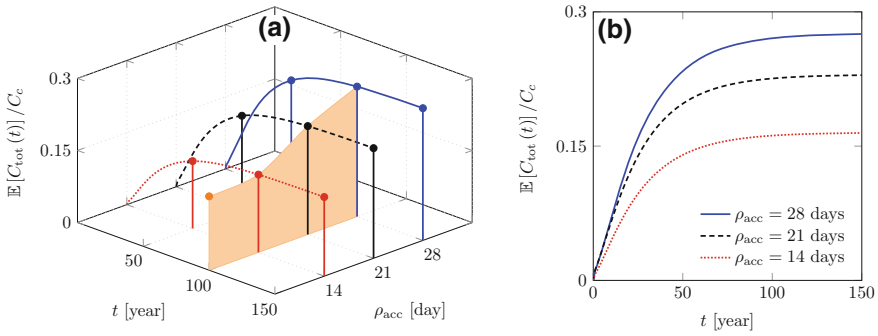 (a)
0.3
0.15
0
𝔼 [C_tot (t)] /C_c
50
100
150
t [year]
14
21
28
ρ_acc [day]
(b)
0.3
0.15
0
𝔼 [C_tot (t)] /C_c
ρ_acc = 28 days
ρ_acc = 21 days
ρ_acc = 14 days
0
50
100
150
t [year]